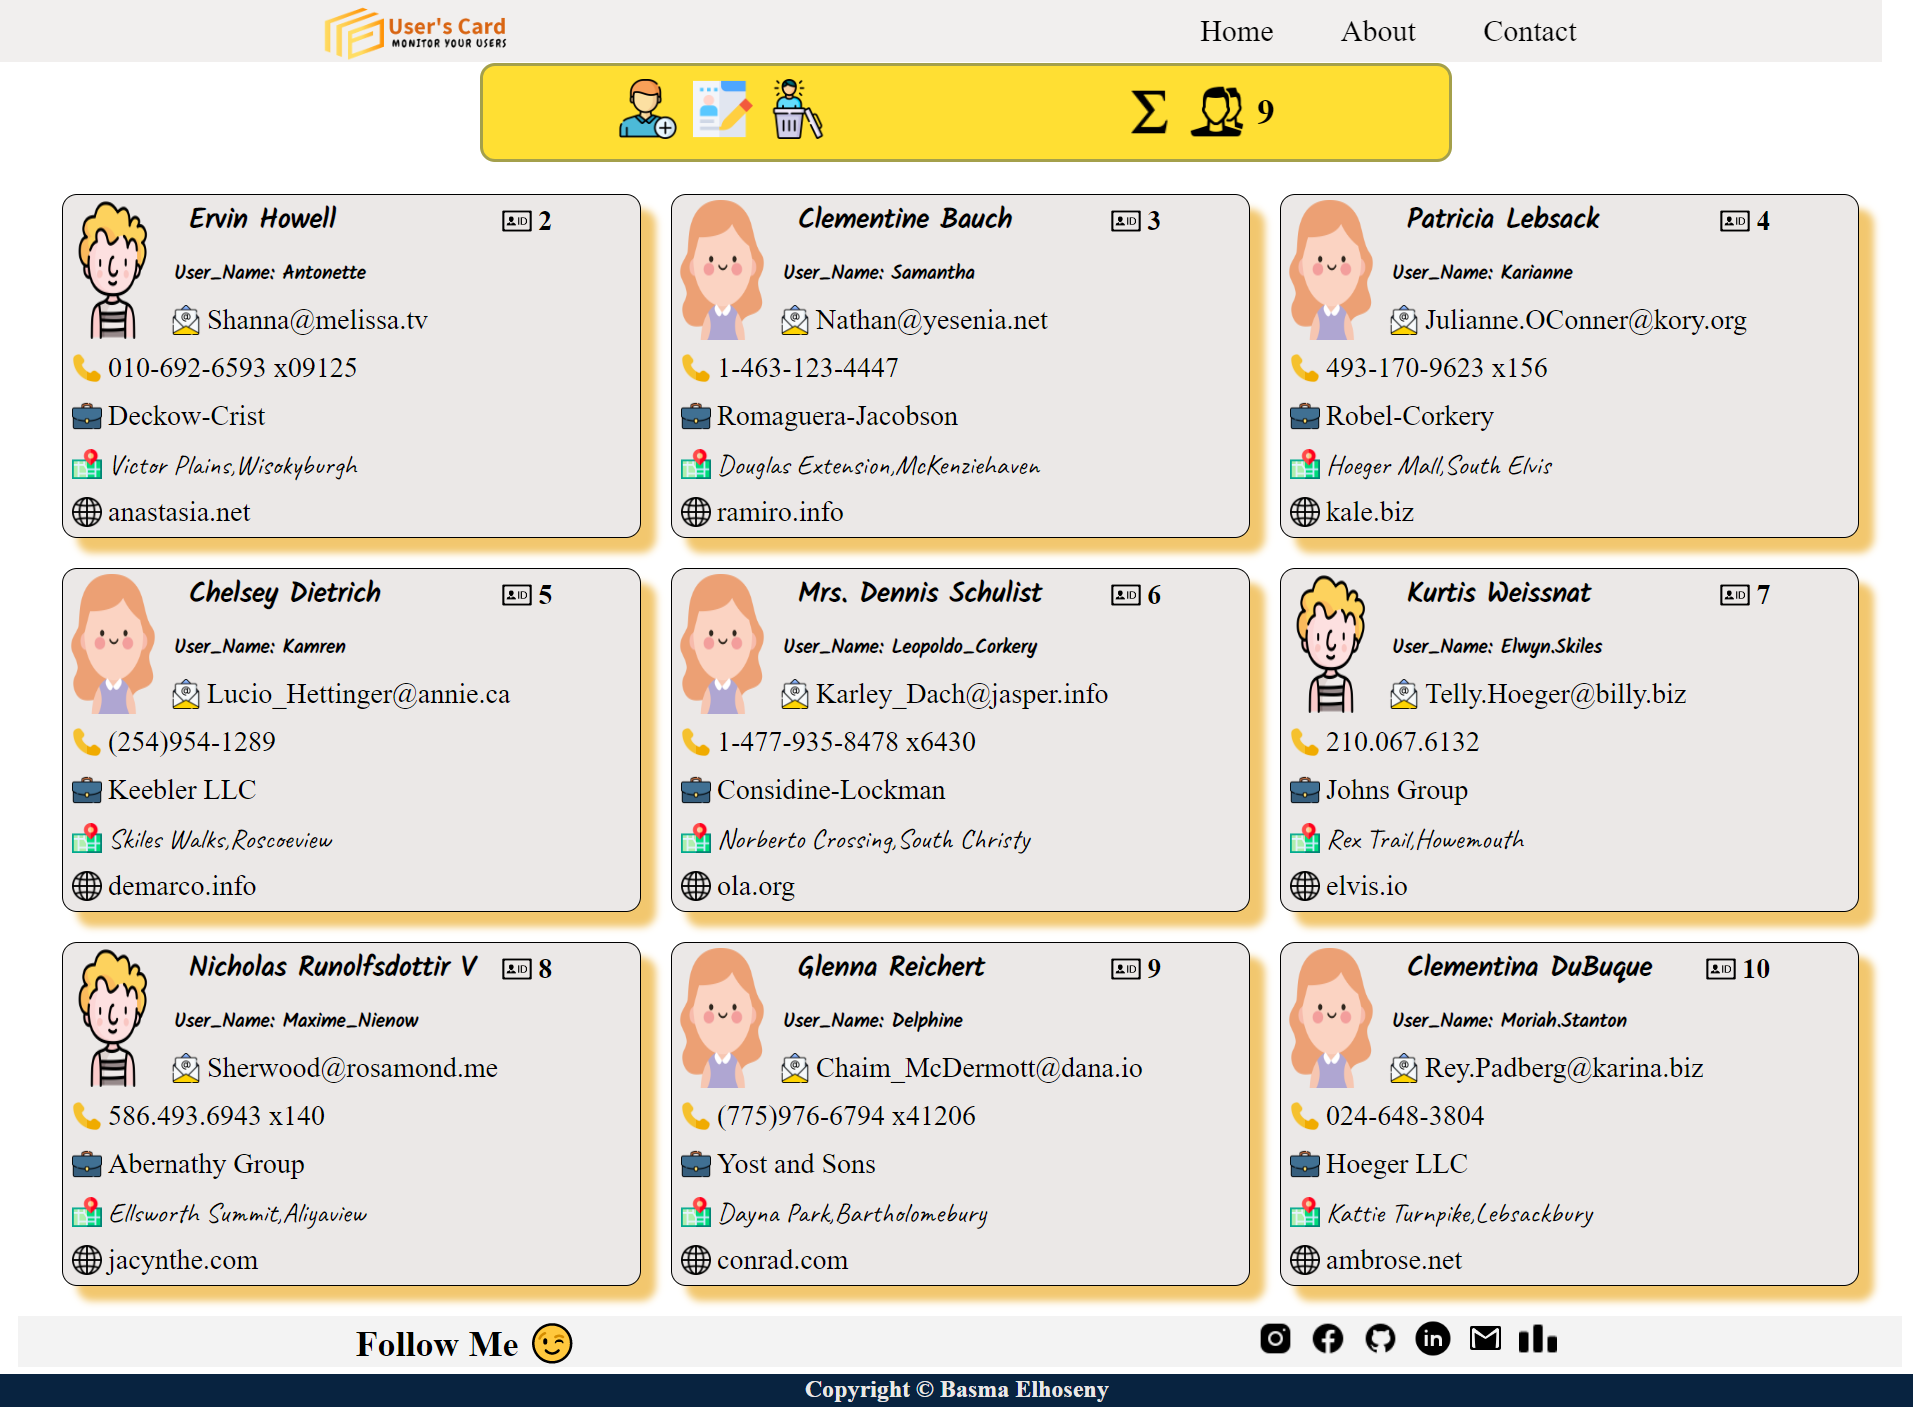 User's Card
MONITOR YOUR USERS
Home About Contact
Σ 9
Ervin Howell ID 2
User_Name: Antonette
Shanna@melissa.tv
010-692-6593 x09125
Deckow-Crist
Victor Plains,Wisokyburgh
anastasia.net
Clementine Bauch ID 3
User_Name: Samantha
Nathan@yesenia.net
1-463-123-4447
Romaguera-Jacobson
Douglas Extension,McKenziehaven
ramiro.info
Patricia Lebsack ID 4
User_Name: Karianne
Julianne.OConner@kory.org
493-170-9623 x156
Robel-Corkery
Hoeger Mall,South Elvis
kale.biz
Chelsey Dietrich ID 5
User_Name: Kamren
Lucio_Hettinger@annie.ca
(254)954-1289
Keebler LLC
Skiles Walks,Roscoeview
demarco.info
Mrs. Dennis Schulist ID 6
User_Name: Leopoldo_Corkery
Karley_Dach@jasper.info
1-477-935-8478 x6430
Considine-Lockman
Norberto Crossing,South Christy
ola.org
Kurtis Weissnat ID 7
User_Name: Elwyn.Skiles
Telly.Hoeger@billy.biz
210.067.6132
Johns Group
Rex Trail,Howemouth
elvis.io
Nicholas Runolfsdottir V ID 8
User_Name: Maxime_Nienow
Sherwood@rosamond.me
586.493.6943 x140
Abernathy Group
Ellsworth Summit,Aliyaview
jacynthe.com
Glenna Reichert ID 9
User_Name: Delphine
Chaim_McDermott@dana.io
(775)976-6794 x41206
Yost and Sons
Dayna Park,Bartholomebury
conrad.com
Clementina DuBuque ID 10
User_Name: Moriah.Stanton
Rey.Padberg@karina.biz
024-648-3804
Hoeger LLC
Kattie Turnpike,Lebsackbury
ambrose.net
Follow Me
Copyright © Basma Elhoseny